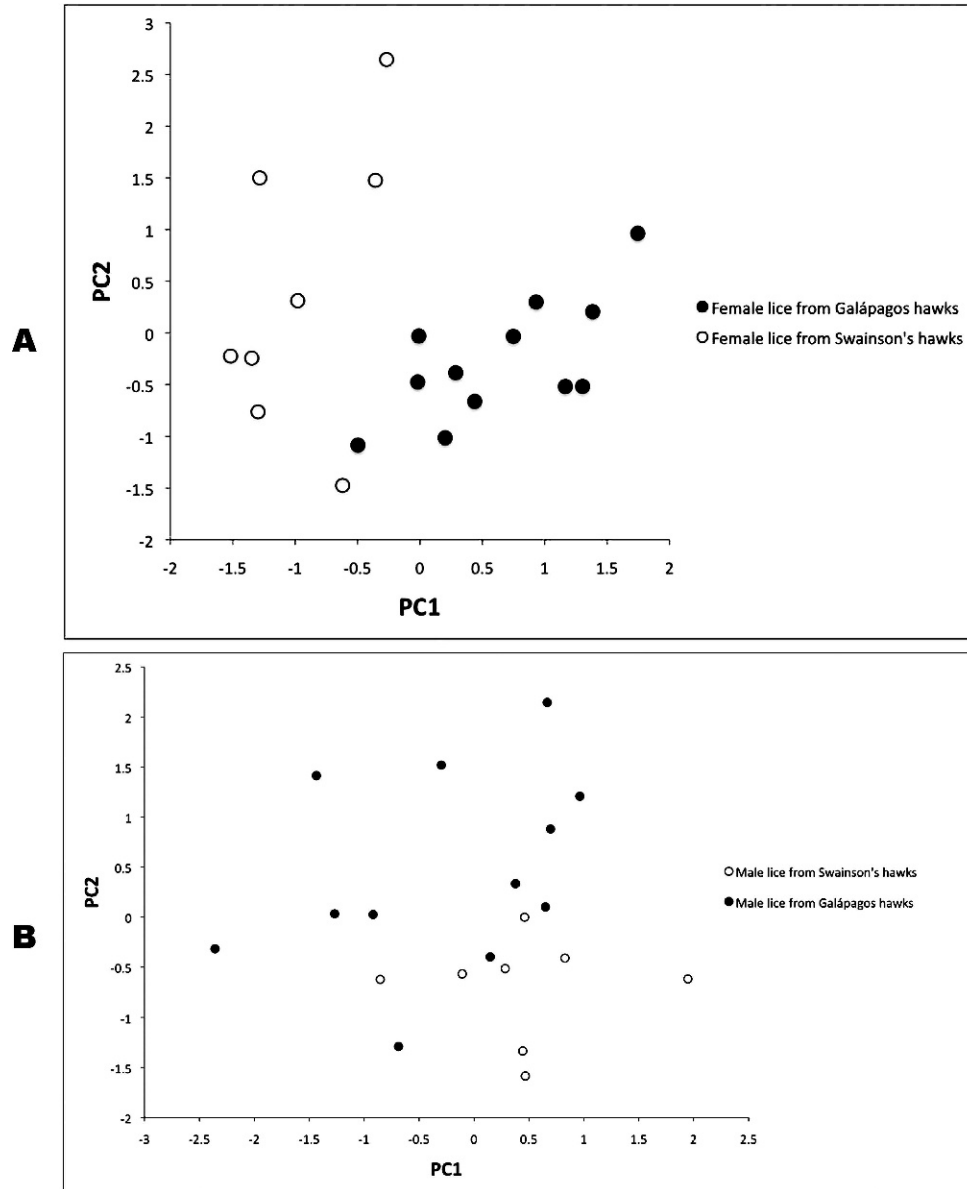 A
3
2.5
2
1.5
1
0.5
0
-0.5
-1
-1.5
-2
PC2
-2 -1.5 -1 -0.5 0 0.5 1 1.5 2
PC1
Female lice from Galápagos hawks
Female lice from Swainson's hawks
B
2.5
2
1.5
1
0.5
0
-0.5
-1
-1.5
-2
PC2
-3 -2.5 -2 -1.5 -1 -0.5 0 0.5 1 1.5 2 2.5
PC1
Male lice from Swainson's hawks
Male lice from Galápagos hawks